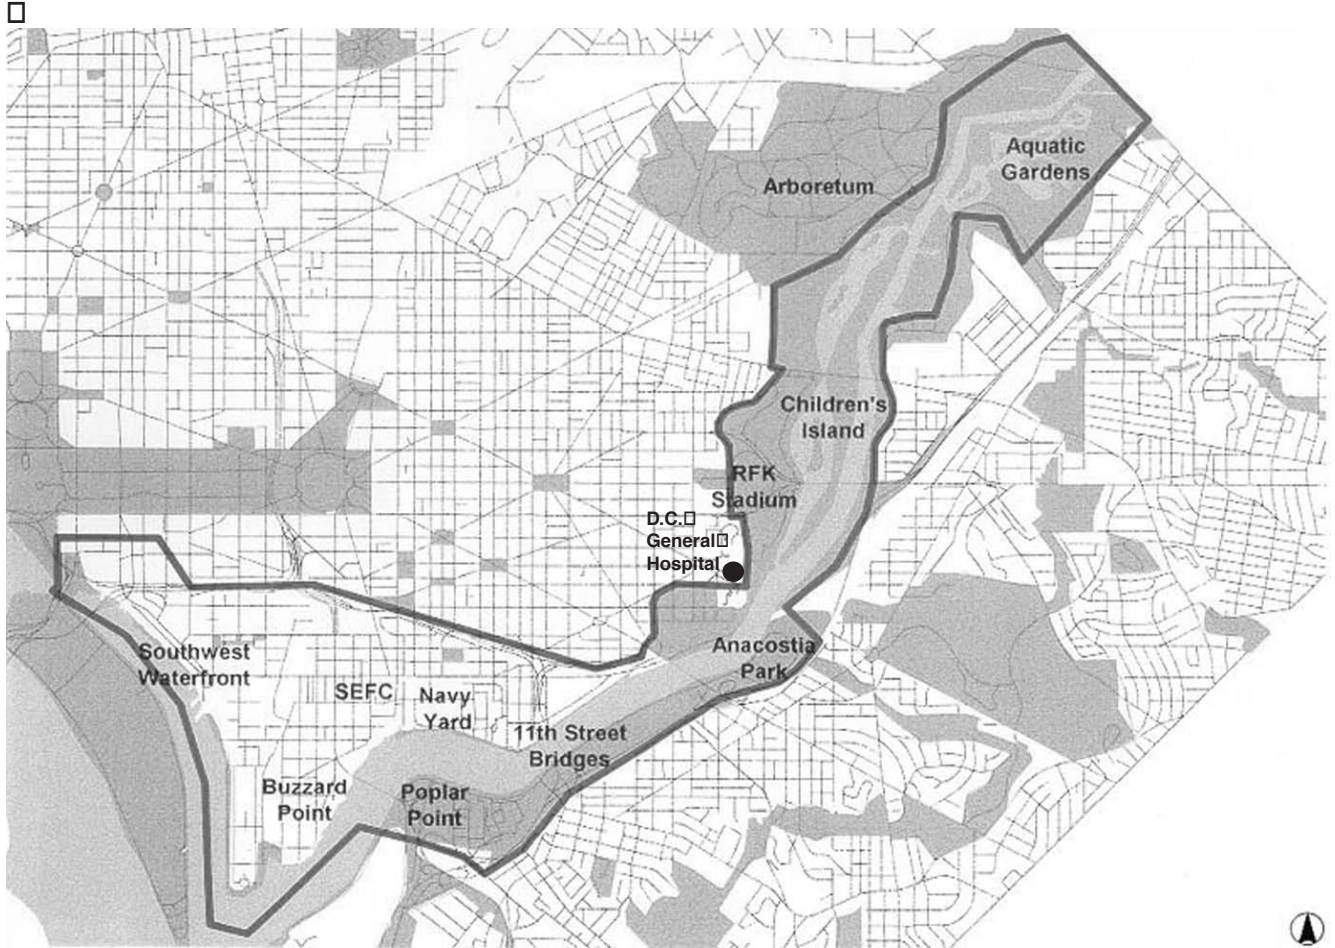 Aquatic
Gardens
Arboretum
Children's
Island
RFK
Stadium
D.C.
General
Hospital
Anacostia
Park
Southwest
Waterfront
SEFC
Navy
Yard
11th Street
Bridges
Buzzard
Point
Poplar
Point